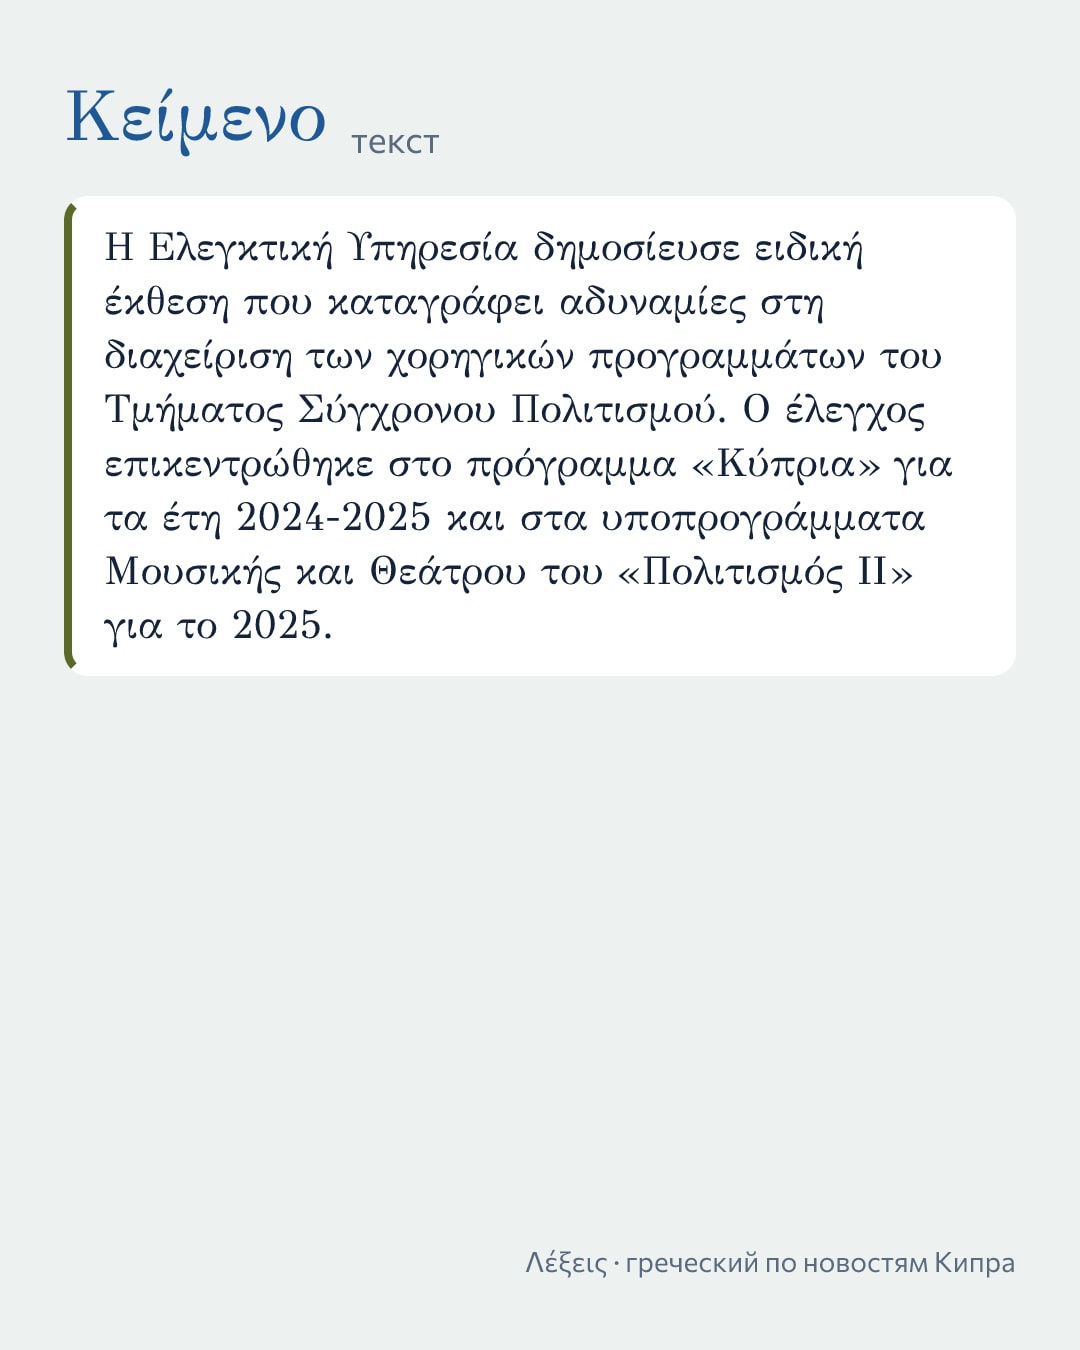 Κείμενο текст
Η Ελεγκτική Υπηρεσία δημοσίευσε ειδική
έκθεση που καταγράφει αδυναμίες στη
διαχείριση των χορηγικών προγραμμάτων του
Τμήματος Σύγχρονου Πολιτισμού. Ο έλεγχος
επικεντρώθηκε στο πρόγραμμα «Κύπρια» για
τα έτη 2024-2025 και στα υποπρογράμματα
Μουσικής και Θεάτρου του «Πολιτισμός ΙΙ»
για το 2025.
Λέξεις · греческий по новостям Кипра